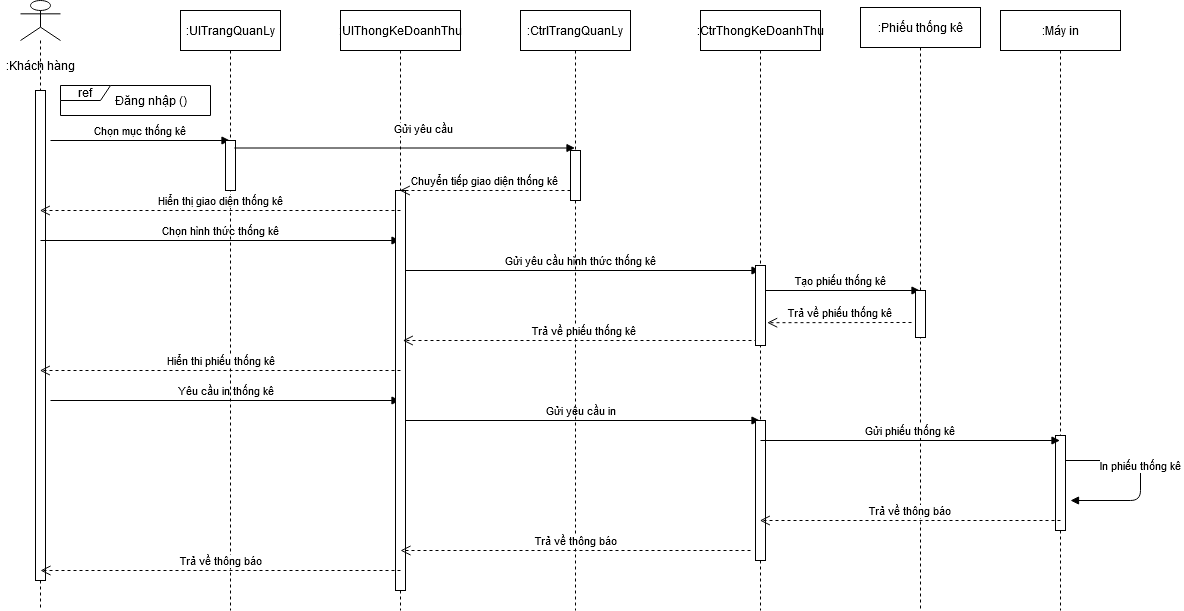 :UITrangQuanLy
UIThongKeDoanhThu
:CtrlTrangQuanLy
:CtrThongKeDoanhThu
:Phiếu thống kê
:Máy in
:Khách hàng
ref
Đăng nhập ()
Chọn mục thống kê
Gửi yêu cầu
Chuyển tiếp giao diện thống kê
Hiển thị giao diện thống kê
Chọn hình thức thống kê
Gửi yêu cầu hình thức thống kê
Tạo phiếu thống kê
Trả về phiếu thống kê
Trả về phiếu thống kê
Hiển thi phiếu thống kê
Yêu cầu in thống kê
Gửi yêu cầu in
Gửi phiếu thống kê
In phiếu thống kê
Trả về thông báo
Trả về thông báo
Trả về thông báo